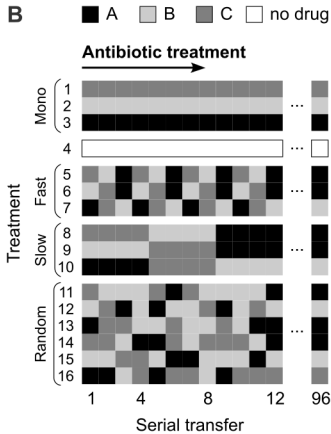 B
A B C no drug
Antibiotic treatment
Treatment
Mono
1
2
3
...
4
...
Fast
5
6
7
...
Slow
8
9
10
...
Random
11
12
13
14
15
16
...
1 4 8 12 96
Serial transfer